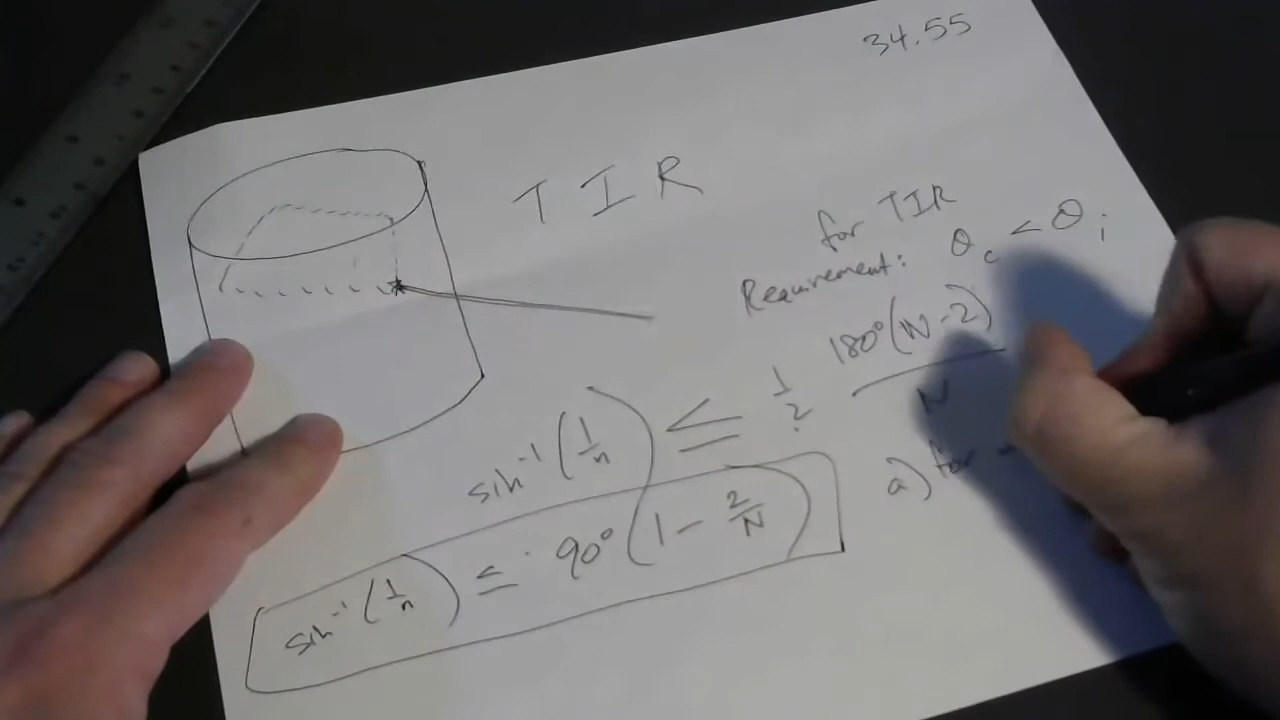 34.55
TIR
for TIR
Requirement: θc < θi
sin⁻¹(1/n) ≤ 1/2 180°(N-2)/N
a) for
sin⁻¹(1/n) ≤ 90°(1 - 2/N)